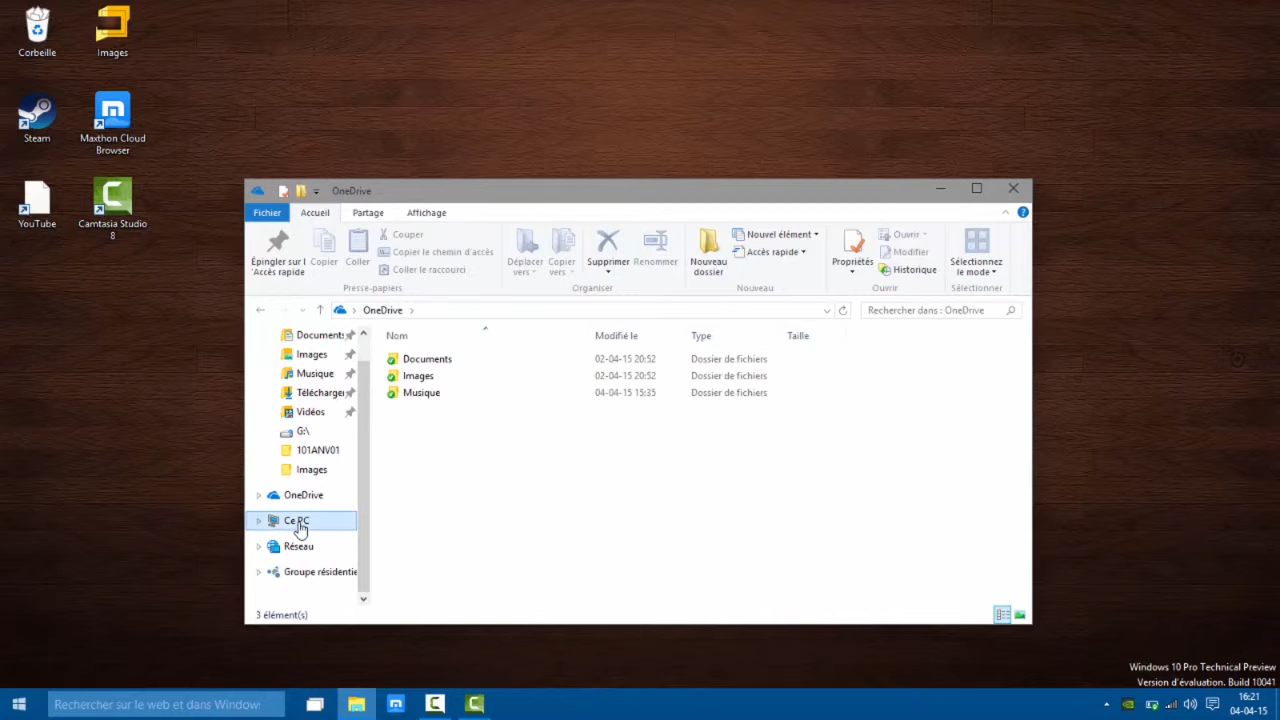 Corbeille
Images
Steam
Maxthon Cloud
Browser
YouTube
Camtasia Studio
8
OneDrive
Fichier
Accueil
Partage
Affichage
Épingler sur l
'Accès rapide
Copier
Coller
Couper
Copier le chemin d'accès
Coller le raccourci
Presse-papiers
Déplacer
vers
Copier
vers
Supprimer
Renommer
Organiser
Nouveau
dossier
Nouvel élément
Accès rapide
Nouveau
Propriétés
Ouvrir
Modifier
Historique
Ouvrir
Sélectionnez
le mode
Sélectionner
OneDrive
Rechercher dans : OneDrive
Documents
Images
Musique
Télécharger
Vidéos
G:\
101ANV01
Images
OneDrive
Ce PC
Réseau
Groupe résidentie
Nom Modifié le Type Taille
Documents 02-04-15 20:52 Dossier de fichiers
Images 02-04-15 20:52 Dossier de fichiers
Musique 04-04-15 15:35 Dossier de fichiers
3 élément(s)
Windows 10 Pro Technical Preview
Version d'évaluation. Build 10041
Rechercher sur le web et dans Windows
16:21
04-04-15